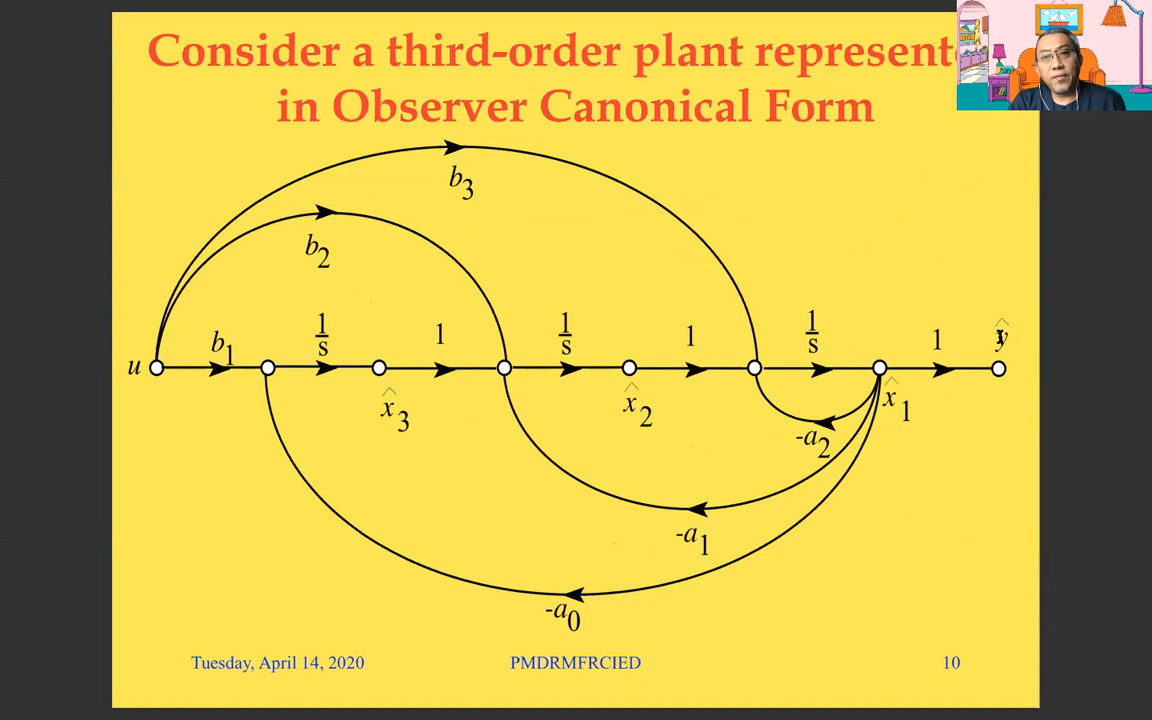 Consider a third-order plant represent
in Observer Canonical Form
b3
b2
u
b1
1/s
1
1/s
1
1/s
1
ŷ
x̂3
x̂2
x̂1
-a2
-a1
-a0
Tuesday, April 14, 2020
PMDRMFRCIED
10